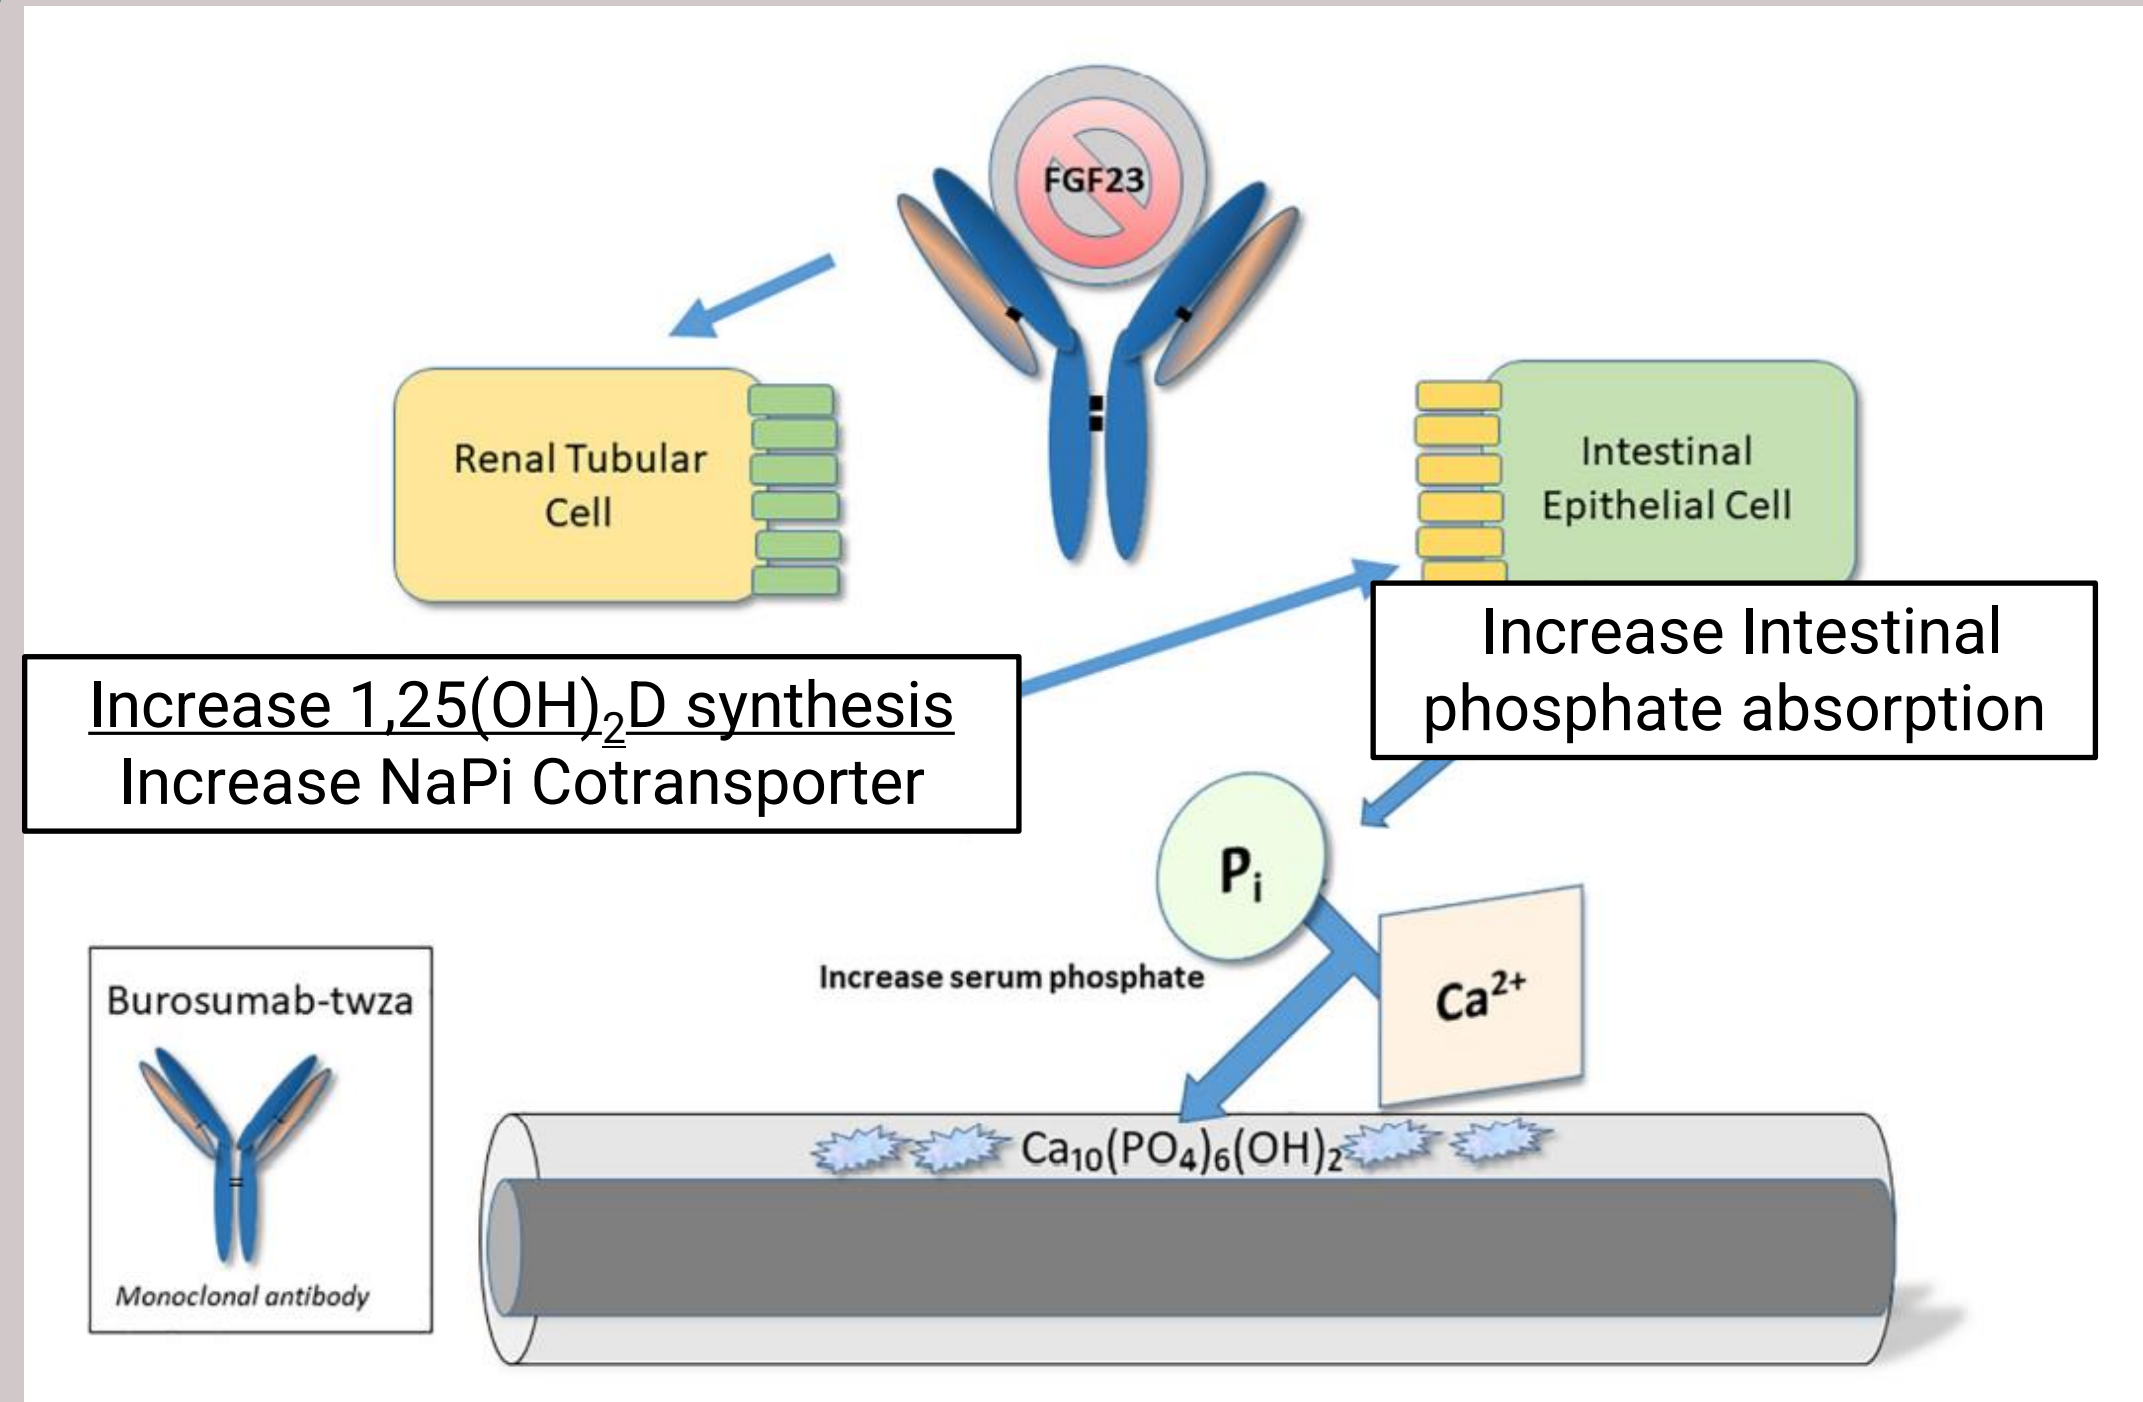 FGF23
Renal Tubular
Cell
Intestinal
Epithelial Cell
Increase Intestinal
phosphate absorption
Increase 1,25(OH)₂D synthesis
Increase NaPi Cotransporter
Pᵢ
Increase serum phosphate
Ca²⁺
Burosumab-twza
Monoclonal antibody
Ca₁₀(PO₄)₆(OH)₂